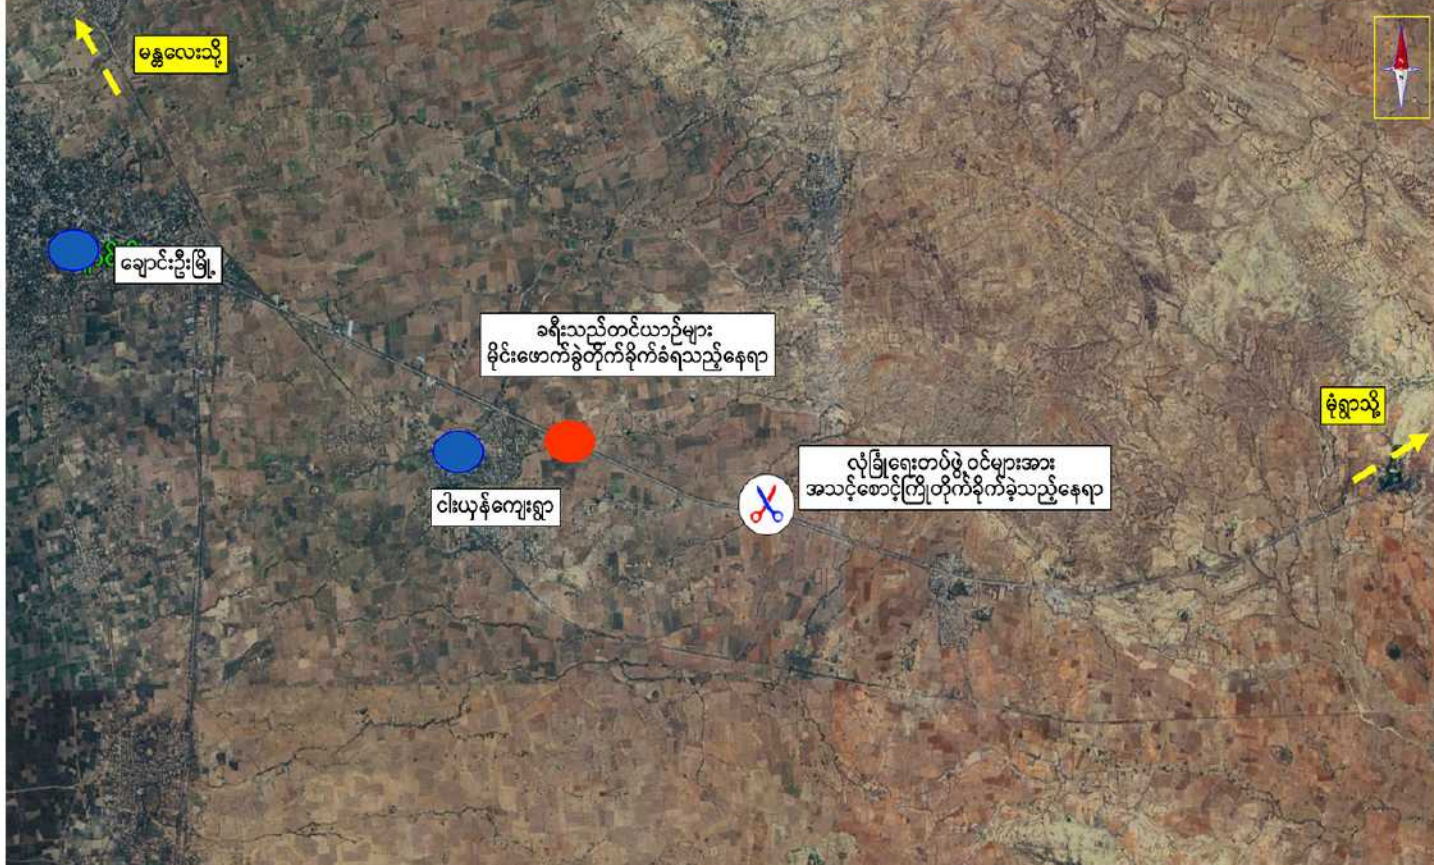 မန္တလေးသို့
ချောင်းဦးမြို့
ခရီးသည်တင်ယာဉ်များ
မိုင်းဖောက်ခွဲတိုက်ခိုက်ခံရသည့်နေရာ
မုံရွာသို့
လုံခြုံရေးတပ်ဖွဲ့ဝင်များအား
အသင့်စောင့်ကြိုတိုက်ခိုက်ခဲ့သည့်နေရာ
ငါးယှန်ကျေးရွာ